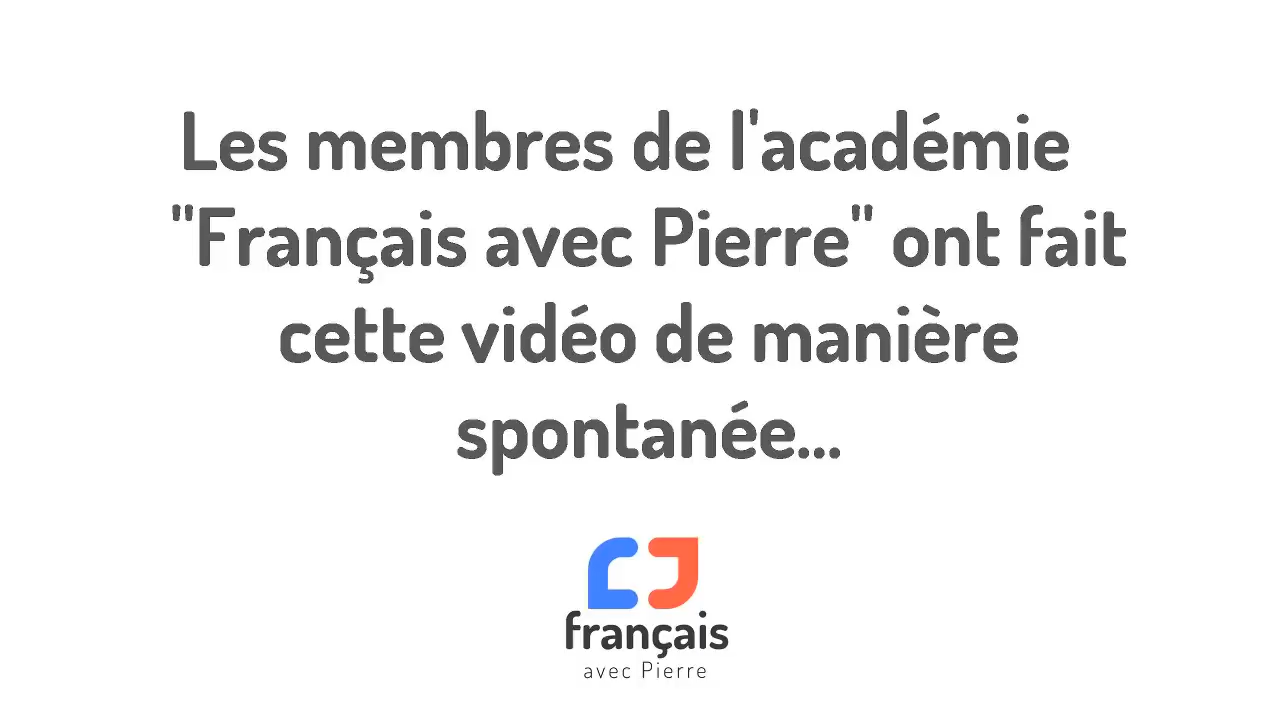 Les membres de l'académie
"Français avec Pierre" ont fait
cette vidéo de manière
spontanée...
français
avec Pierre